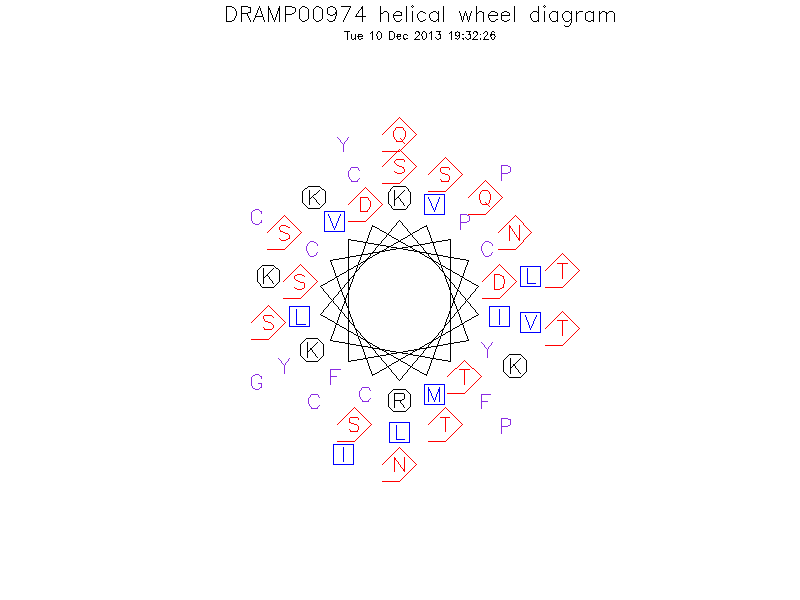 DRAMP00974 helical wheel diagram
Tue 10 Dec 2013 19:32:26
Q
Y
S
C S P
K D K V Q
C V P N
S C C
K S D L T
S L I V T
K Y
Y K
G F T
C C R M F
S L T P
I N